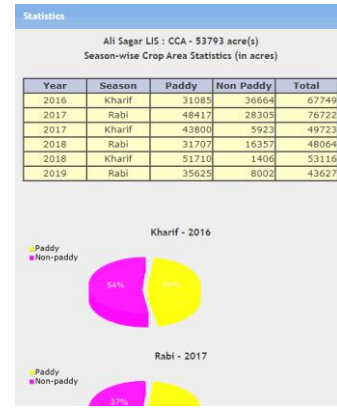 Statistics
Ali Sagar LIS : CCA - 53793 acre(s)
Season-wise Crop Area Statistics (in acres)
Year Season Paddy Non Paddy Total
2016 Kharif 31085 36664 67749
2017 Rabi 48417 28305 76722
2017 Kharif 43800 5923 49723
2018 Rabi 31707 16357 48064
2018 Kharif 51710 1406 53116
2019 Rabi 35625 8002 43627
Kharif - 2016
Paddy
Non-paddy
54%
Rabi - 2017
Paddy
Non-paddy
37%